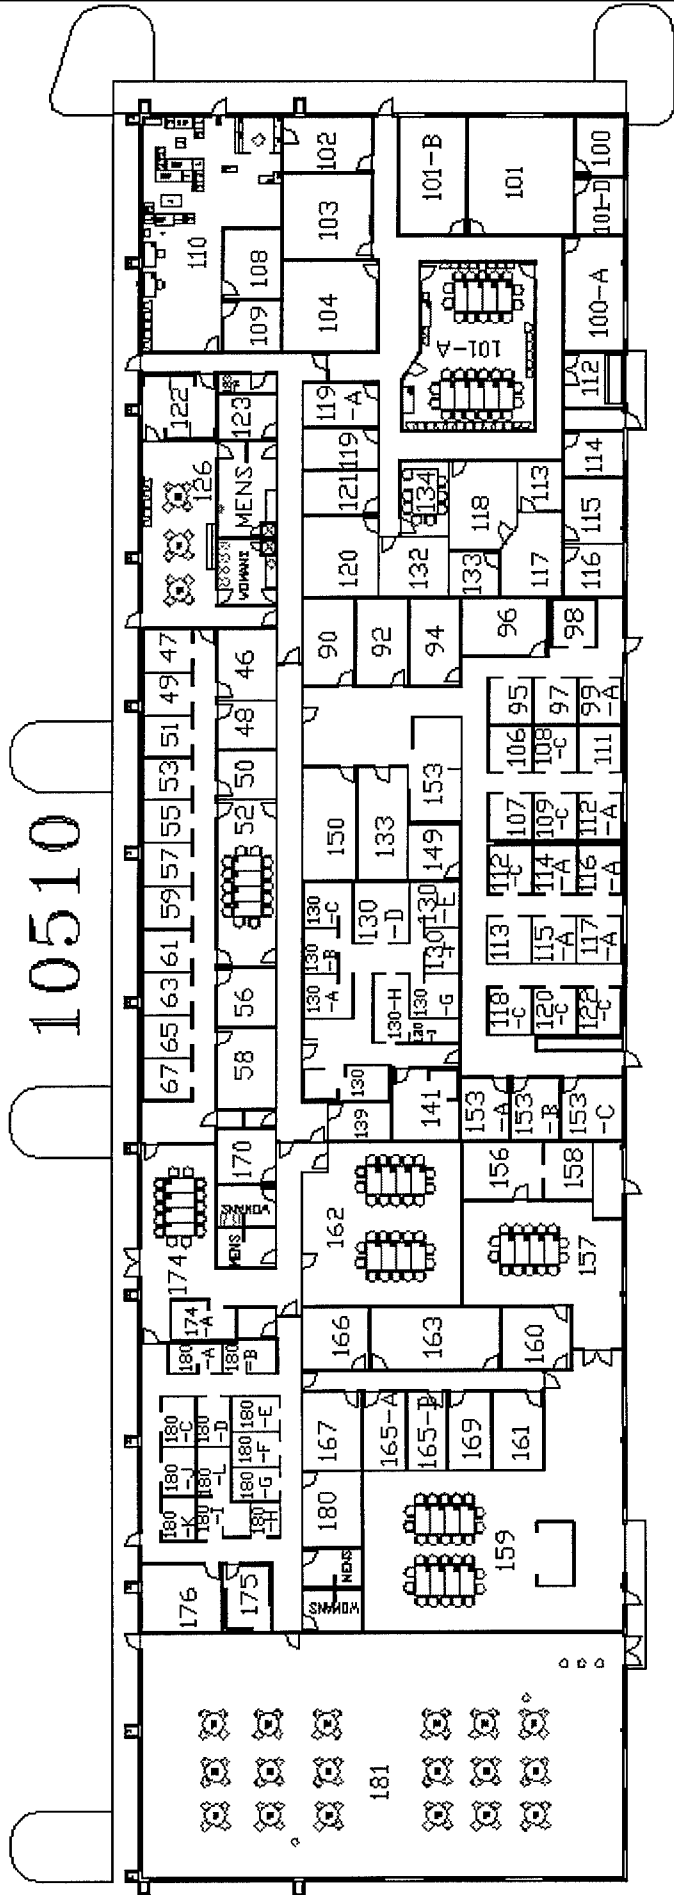 10510
102
101-B
101
100
101-D
103
110
108
109
104
101-A
100-A
112
122
123
119
-A
126
MENS
119
121
134
118
113
114
115
WOMANS
120
132
133
117
116
47
46
90
92
94
96
98
49
48
95
97
99
-A
51
53
50
106
108
-C
111
153
150
133
149
55
52
107
109
-C
112
-A
57
59
112
-C
114
-A
116
-A
130
-C
130
-D
130
-E
61
130
-B
130
-F
113
115
-A
117
-A
63
56
130
-A
130-H
130
-G
118
-C
120
-C
122
-C
65
67
58
130
139
141
153
-A
153
-B
153
-C
170
156
158
WOMANS
MENS
174
162
157
174
-A
180
-A
180
-B
166
163
160
180
-C
180
-D
180
-E
167
165-A
165-B
169
161
180
-J
180
-L
180
-F
180
-G
180
-K
180
-I
180
-H
180
159
MENS
WOMANS
176
175
181